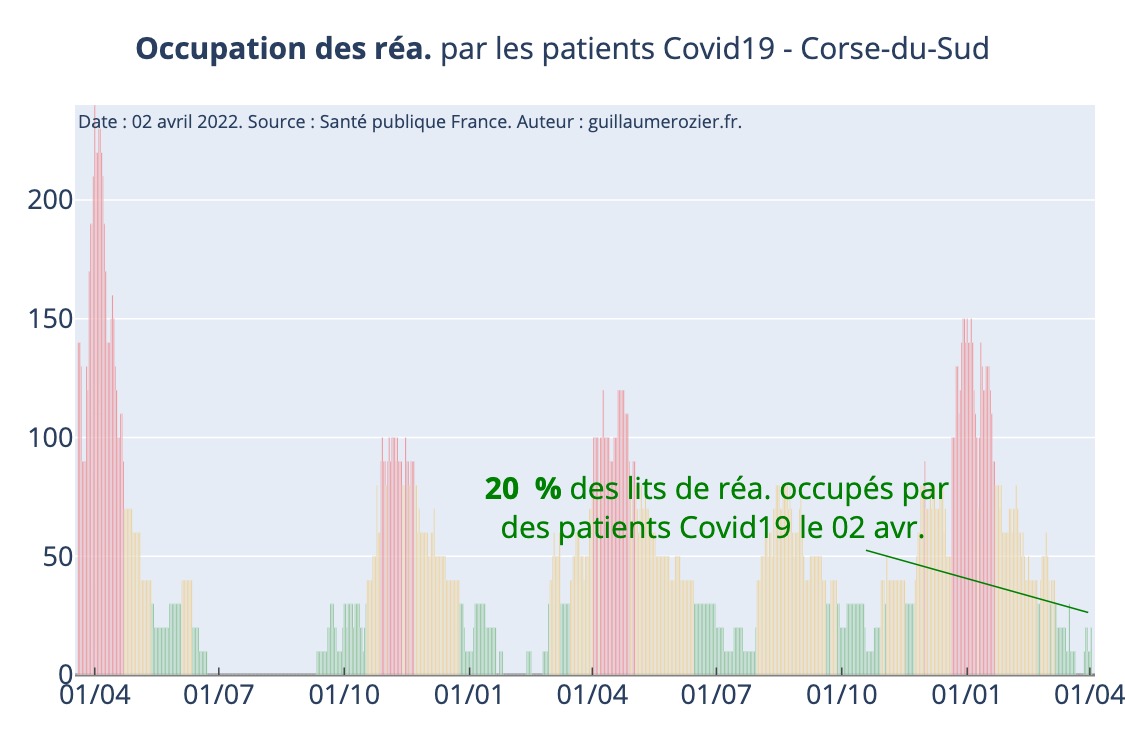 Occupation des réa. par les patients Covid19 - Corse-du-Sud
Date : 02 avril 2022. Source : Santé publique France. Auteur : guillaumerozier.fr.
200
150
100
50
0
20  % des lits de réa. occupés par
des patients Covid19 le 02 avr.
01/04 01/07 01/10 01/01 01/04 01/07 01/10 01/01 01/04